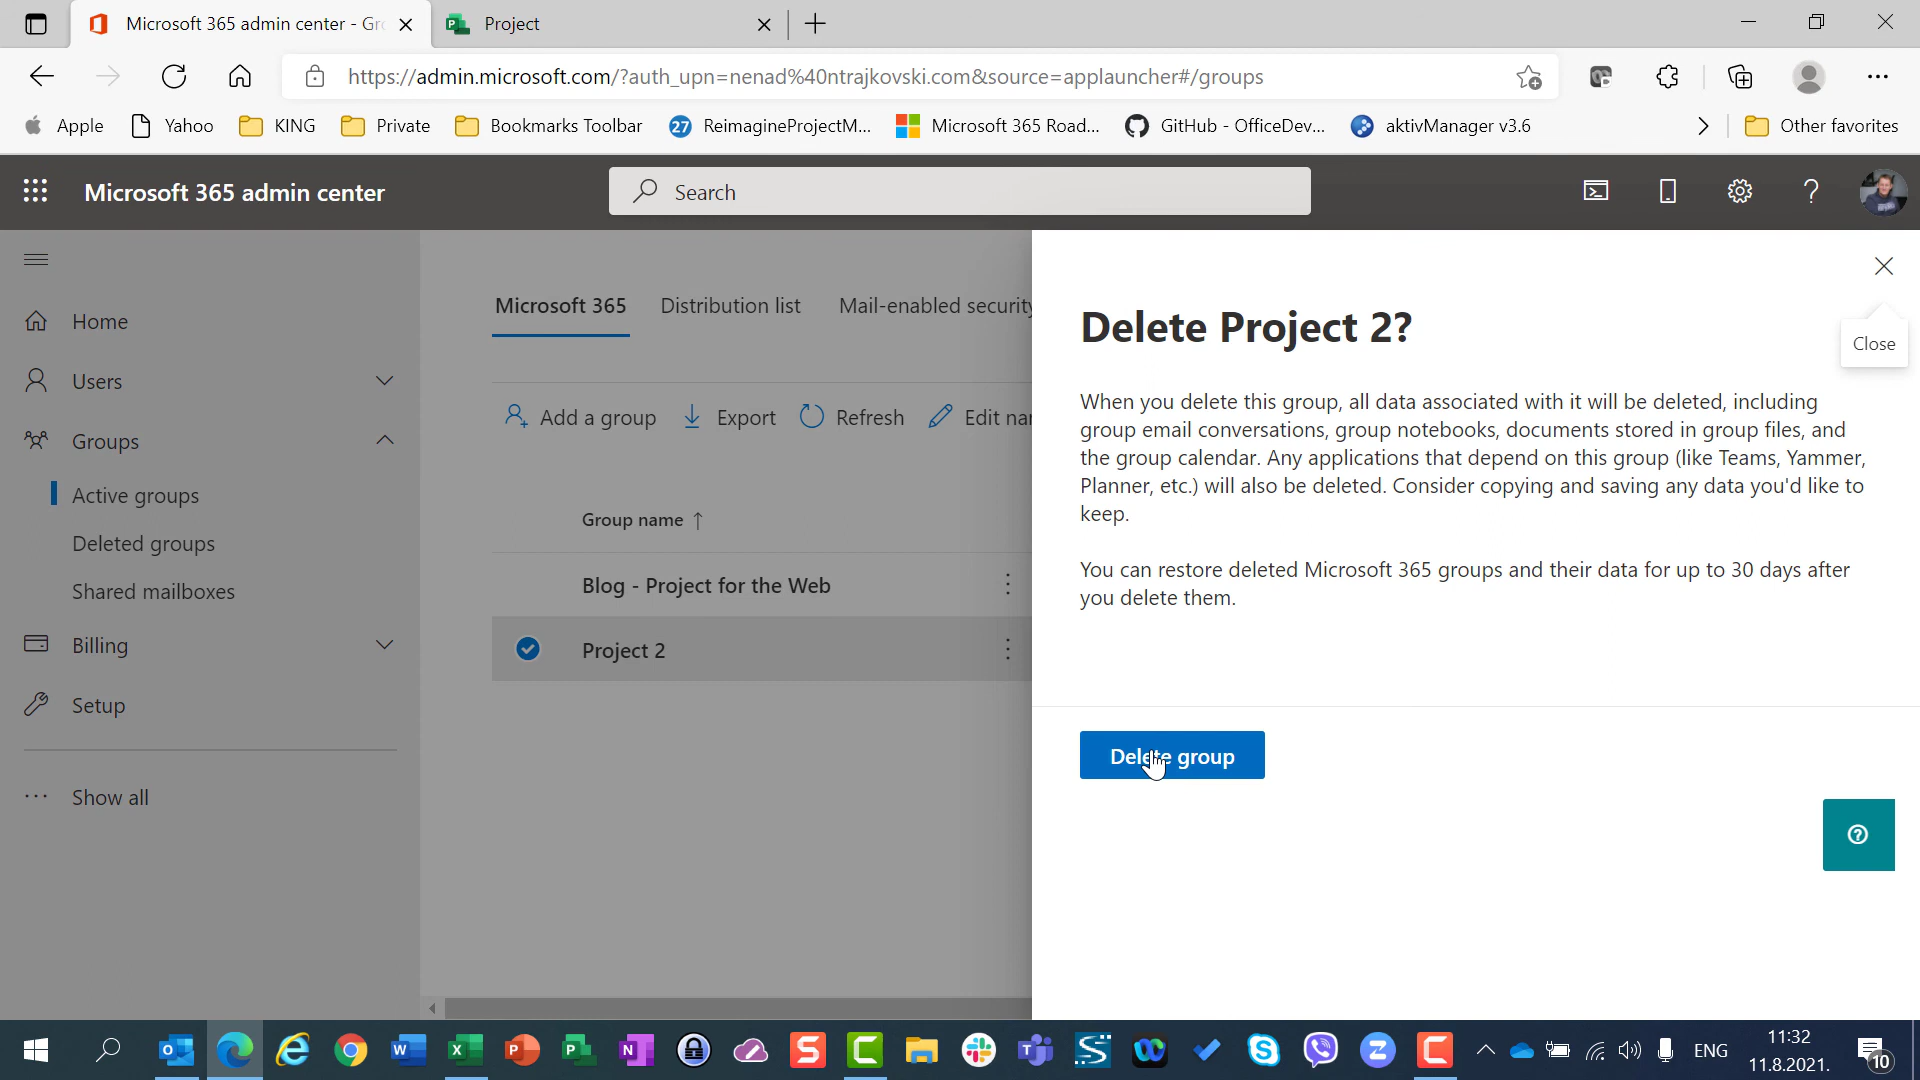 Microsoft 365 admin center - Gro
Project
https://admin.microsoft.com/?auth_upn=nenad%40ntrajkovski.com&source=applauncher#/groups
Apple
Yahoo
KING
Private
Bookmarks Toolbar
27
ReimagineProjectM...
Microsoft 365 Road...
GitHub - OfficeDev...
aktivManager v3.6
Other favorites
Microsoft 365 admin center
Search
Home
Users
Groups
Active groups
Deleted groups
Shared mailboxes
Billing
Setup
Show all
Microsoft 365
Distribution list
Mail-enabled security
Add a group
Export
Refresh
Edit nam
Group name
Blog - Project for the Web
Project 2
Close
Delete Project 2?
When you delete this group, all data associated with it will be deleted, including
group email conversations, group notebooks, documents stored in group files, and
the group calendar. Any applications that depend on this group (like Teams, Yammer,
Planner, etc.) will also be deleted. Consider copying and saving any data you'd like to
keep.
You can restore deleted Microsoft 365 groups and their data for up to 30 days after
you delete them.
Delete group
ENG
11:32
11.8.2021.
10